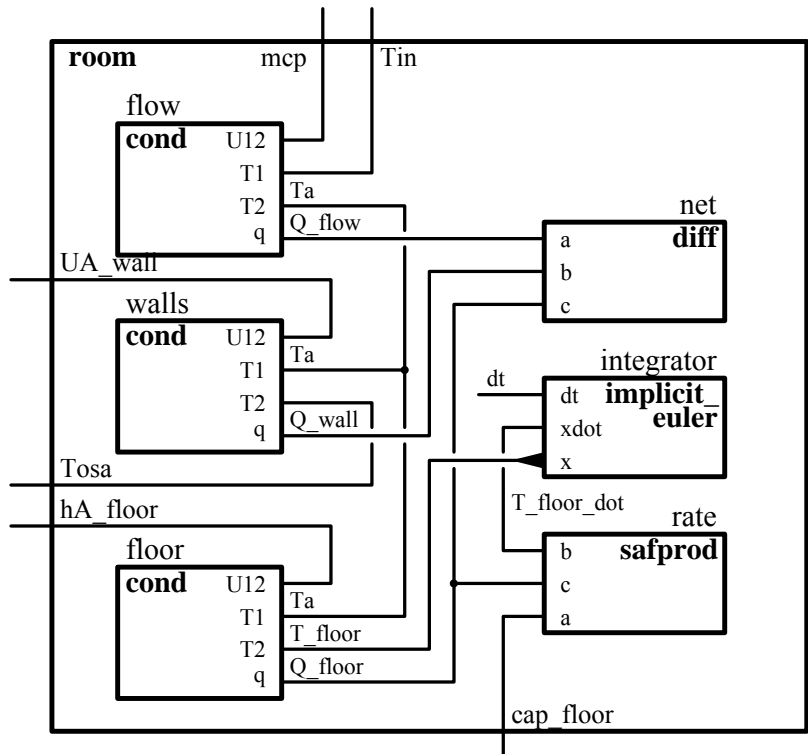 room
mcp
Tin
flow
cond
U12
T1
T2
q
Ta
Q_flow
net
diff
a
b
c
UA_wall
walls
cond
U12
T1
T2
q
Ta
Q_wall
integrator
implicit_
euler
dt
dt
xdot
x
Tosa
hA_floor
T_floor_dot
floor
cond
U12
T1
T2
q
Ta
T_floor
Q_floor
rate
safprod
b
c
a
cap_floor